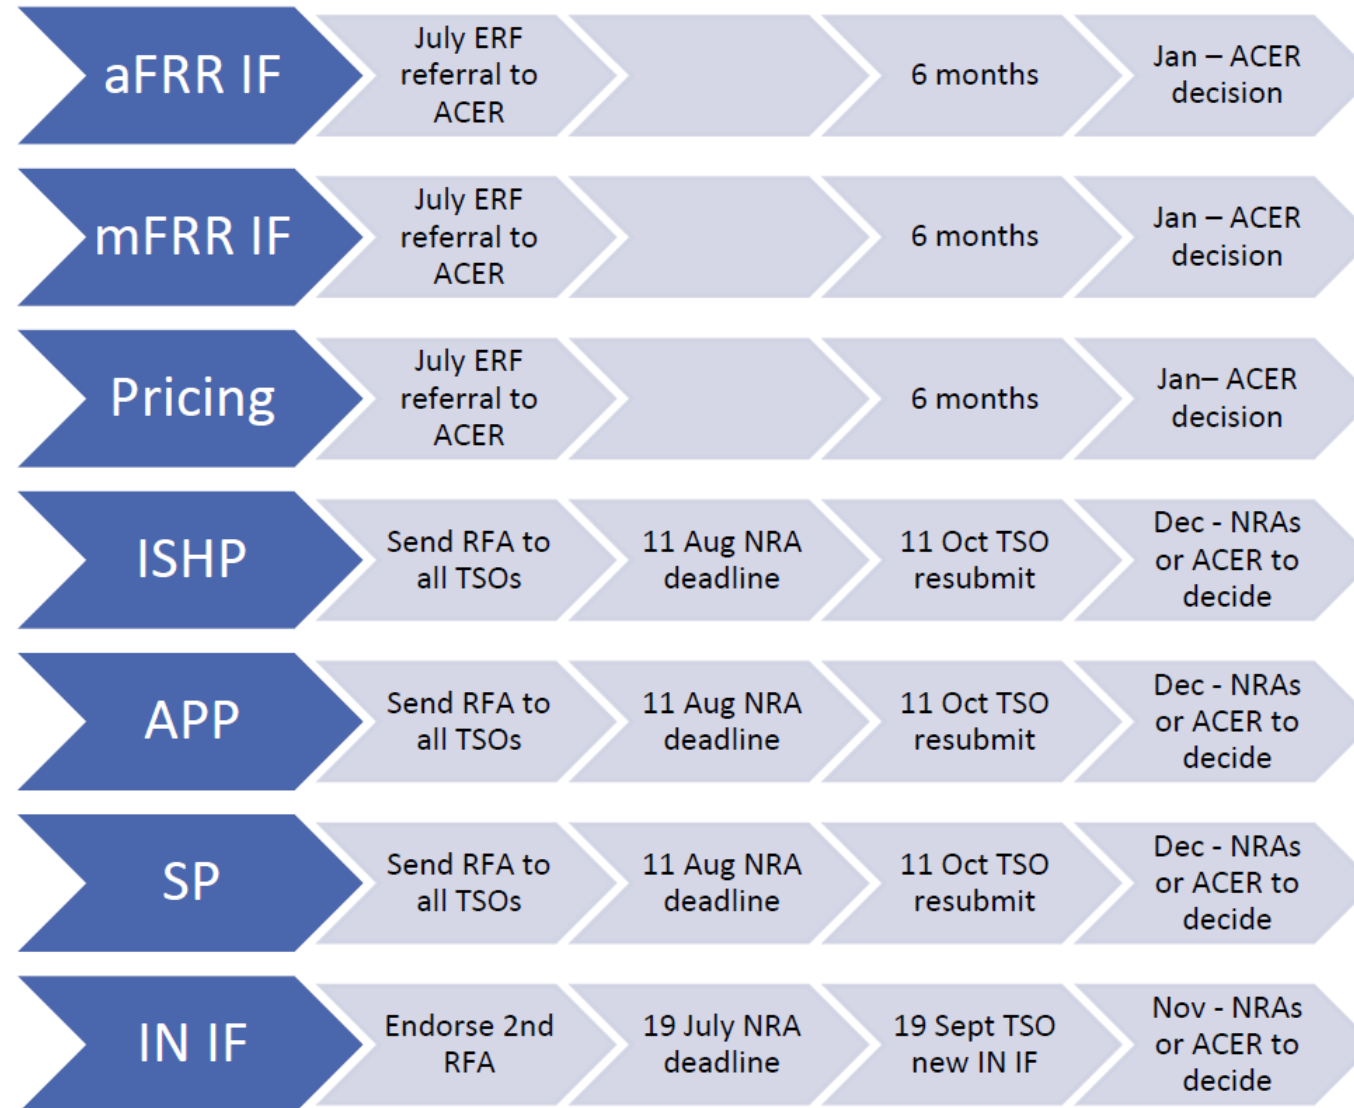 aFRR IF
July ERF
referral to
ACER
6 months
Jan – ACER
decision
mFRR IF
July ERF
referral to
ACER
6 months
Jan – ACER
decision
Pricing
July ERF
referral to
ACER
6 months
Jan– ACER
decision
ISHP
Send RFA to
all TSOs
11 Aug NRA
deadline
11 Oct TSO
resubmit
Dec - NRAs
or ACER to
decide
APP
Send RFA to
all TSOs
11 Aug NRA
deadline
11 Oct TSO
resubmit
Dec - NRAs
or ACER to
decide
SP
Send RFA to
all TSOs
11 Aug NRA
deadline
11 Oct TSO
resubmit
Dec - NRAs
or ACER to
decide
IN IF
Endorse 2nd
RFA
19 July NRA
deadline
19 Sept TSO
new IN IF
Nov - NRAs
or ACER to
decide